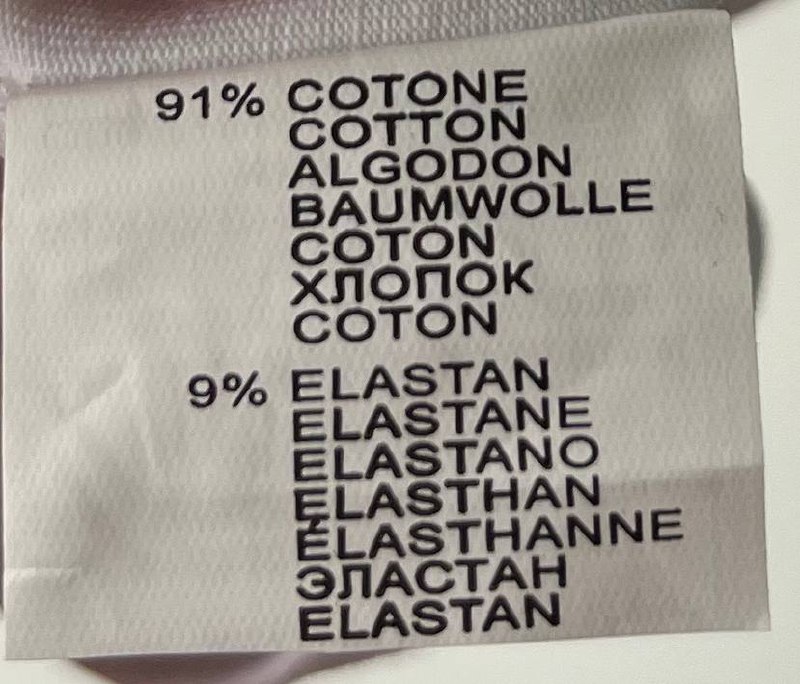 91% COTONE
COTTON
ALGODON
BAUMWOLLE
COTON
ХЛОПОК
COTON
9% ELASTAN
ELASTANE
ELASTANO
ELASTHAN
ÉLASTHANNE
ЭЛАСТАН
ELASTAN